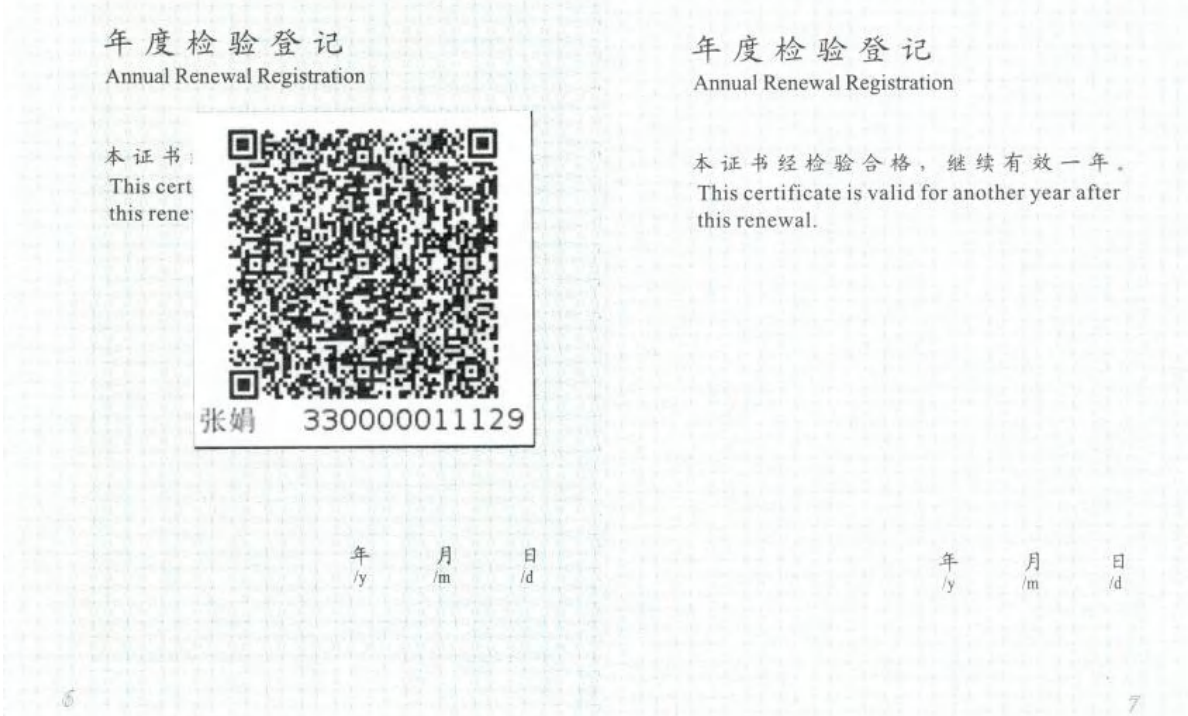 年度检验登记
Annual Renewal Registration
本证书
This cert
this rene
张娟 330000011129
年 月 日
/y /m /d
6
年度检验登记
Annual Renewal Registration
本证书经检验合格，继续有效一年。
This certificate is valid for another year after
this renewal.
年 月 日
/y /m /d
7